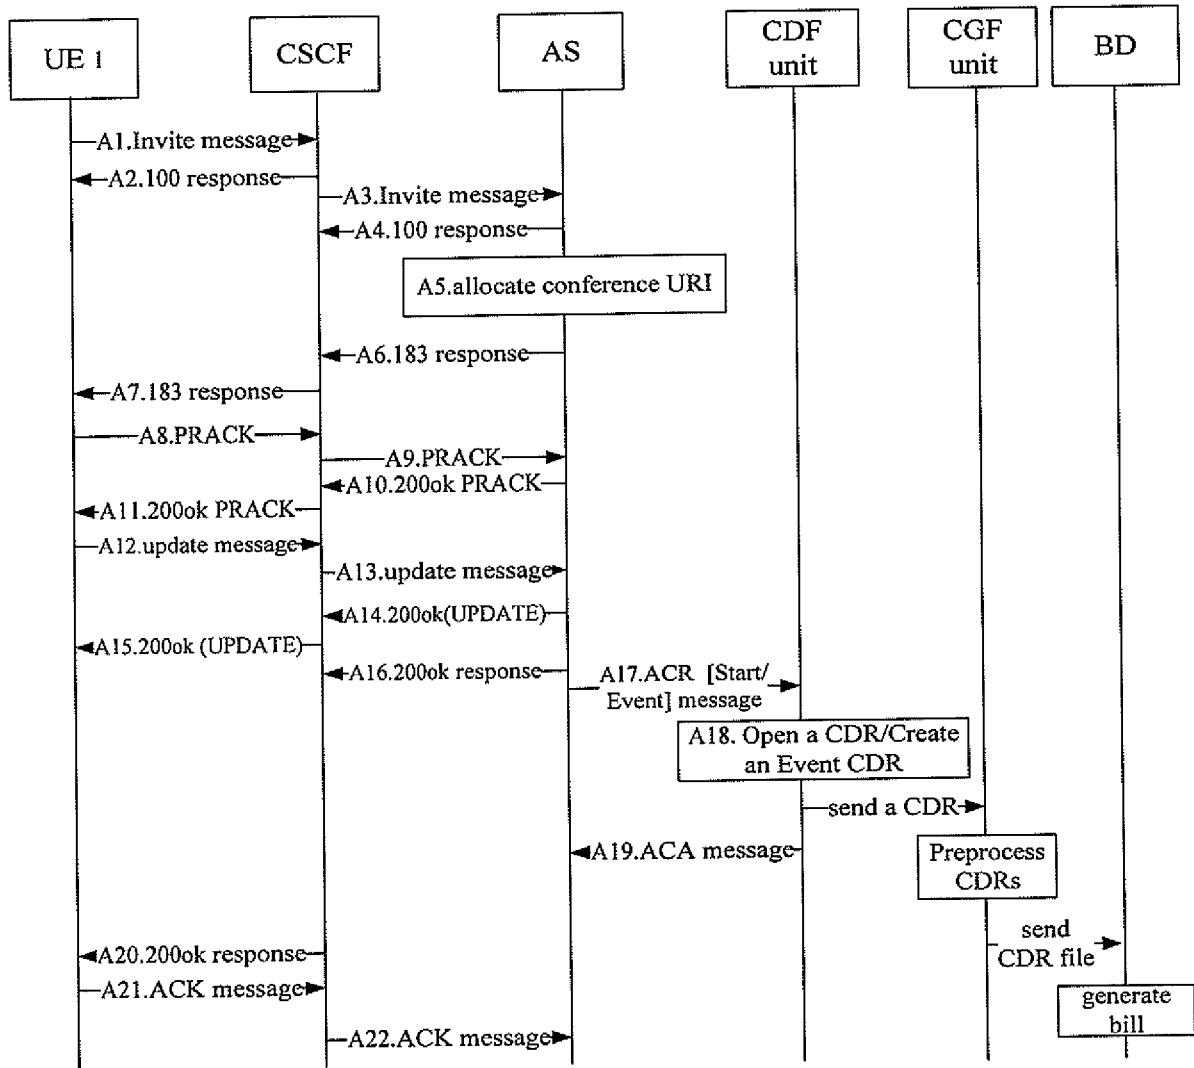 UE 1
CSCF
AS
CDF
unit
CGF
unit
BD
A1.Invite message
A2.100 response
A3.Invite message
A4.100 response
A5.allocate conference URI
A6.183 response
A7.183 response
A8.PRACK
A9.PRACK
A10.200ok PRACK
A11.200ok PRACK
A12.update message
A13.update message
A14.200ok(UPDATE)
A15.200ok (UPDATE)
A16.200ok response
A17.ACR [Start/
Event] message
A18. Open a CDR/Create
an Event CDR
send a CDR
A19.ACA message
Preprocess
CDRs
send
CDR file
A20.200ok response
A21.ACK message
generate
bill
A22.ACK message